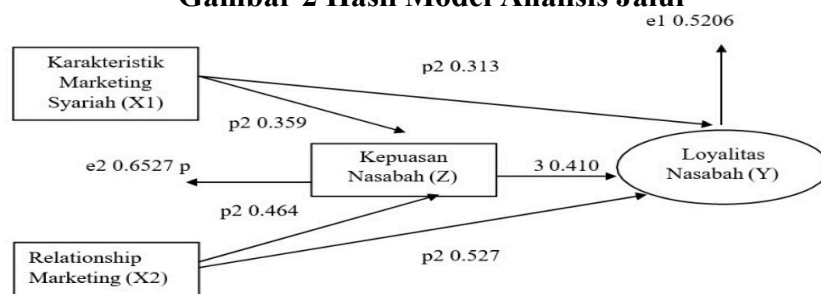 Gambar 2 Hasil Model Analisis Jalur
e1 0.5206
Karakteristik
Marketing
Syariah (X1)
p2 0.313
p2 0.359
Kepuasan
Nasabah (Z)
e2 0.6527 p
3 0.410
Loyalitas
Nasabah (Y)
p2 0.464
p2 0.527
Relationship
Marketing (X2)